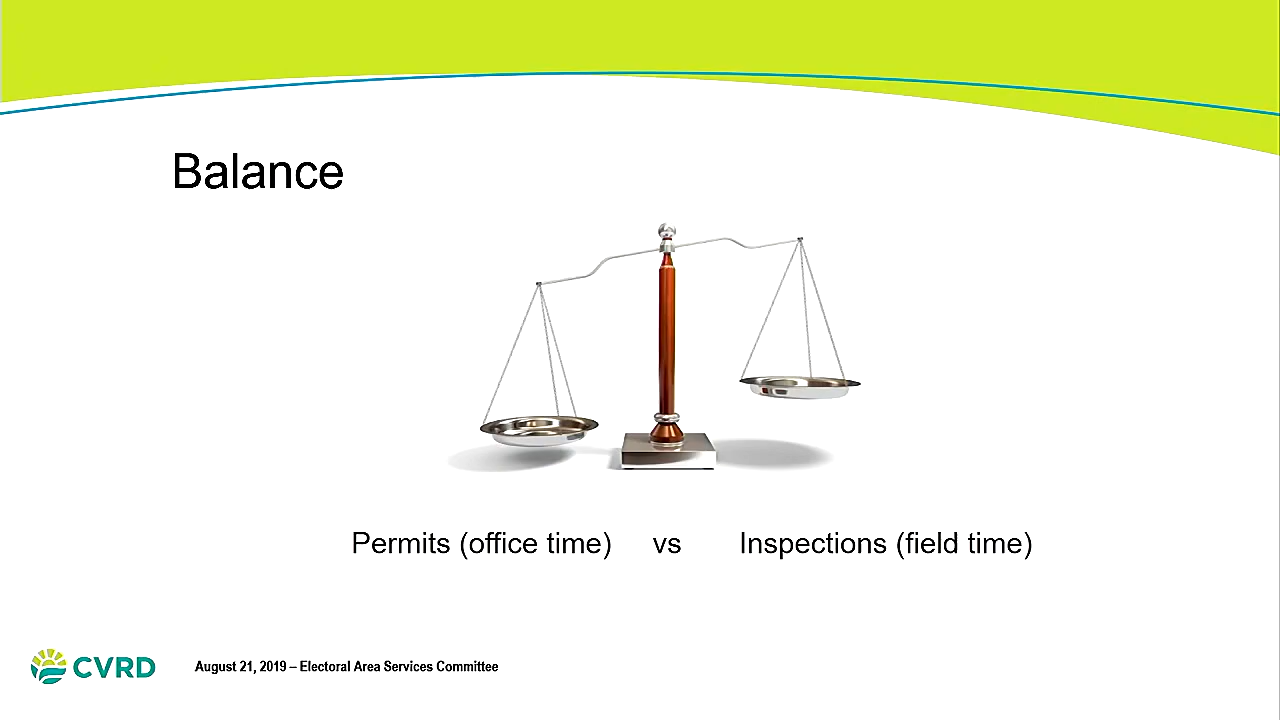 Balance
Permits (office time) vs Inspections (field time)
CVRD
August 21, 2019 – Electoral Area Services Committee